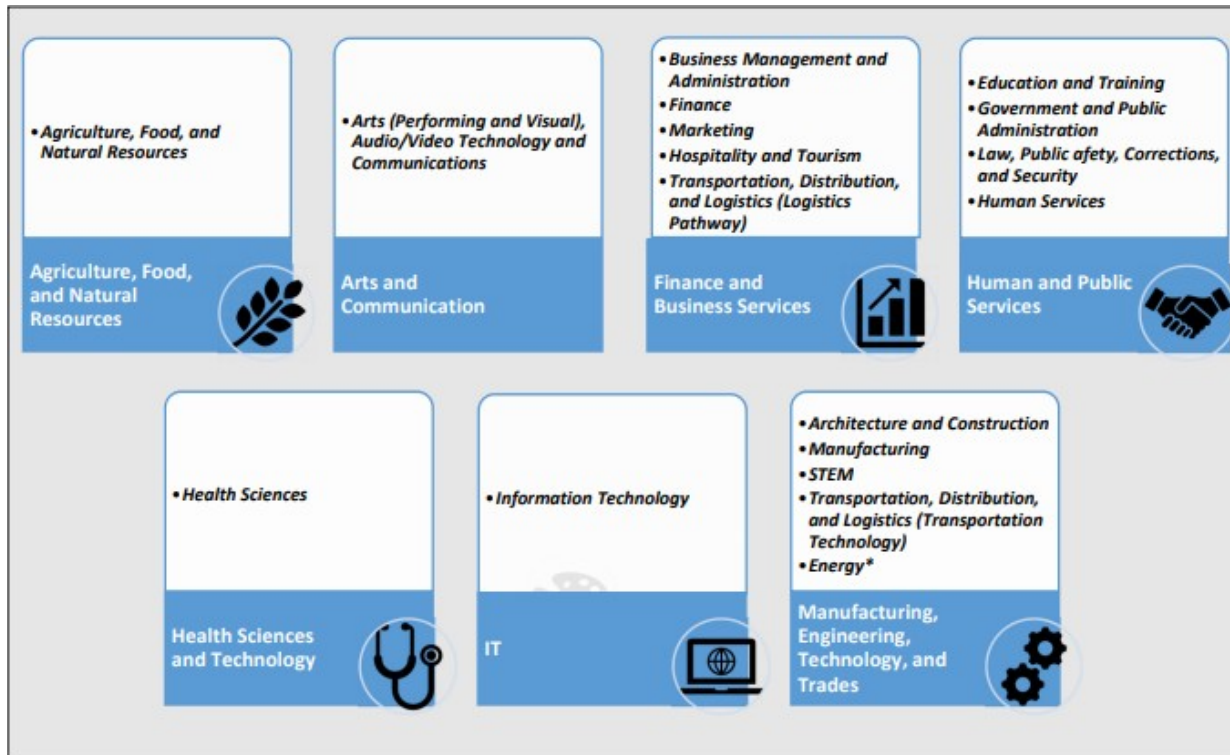 • Agriculture, Food, and
Natural Resources
Agriculture, Food,
and Natural
Resources
• Arts (Performing and Visual),
Audio/Video Technology and
Communications
Arts and
Communication
• Business Management and
Administration
• Finance
• Marketing
• Hospitality and Tourism
• Transportation, Distribution,
and Logistics (Logistics
Pathway)
Finance and
Business Services
• Education and Training
• Government and Public
Administration
• Law, Public afety, Corrections,
and Security
• Human Services
Human and Public
Services
• Health Sciences
Health Sciences
and Technology
• Information Technology
IT
• Architecture and Construction
• Manufacturing
• STEM
• Transportation, Distribution,
and Logistics (Transportation
Technology)
• Energy*
Manufacturing,
Engineering,
Technology, and
Trades